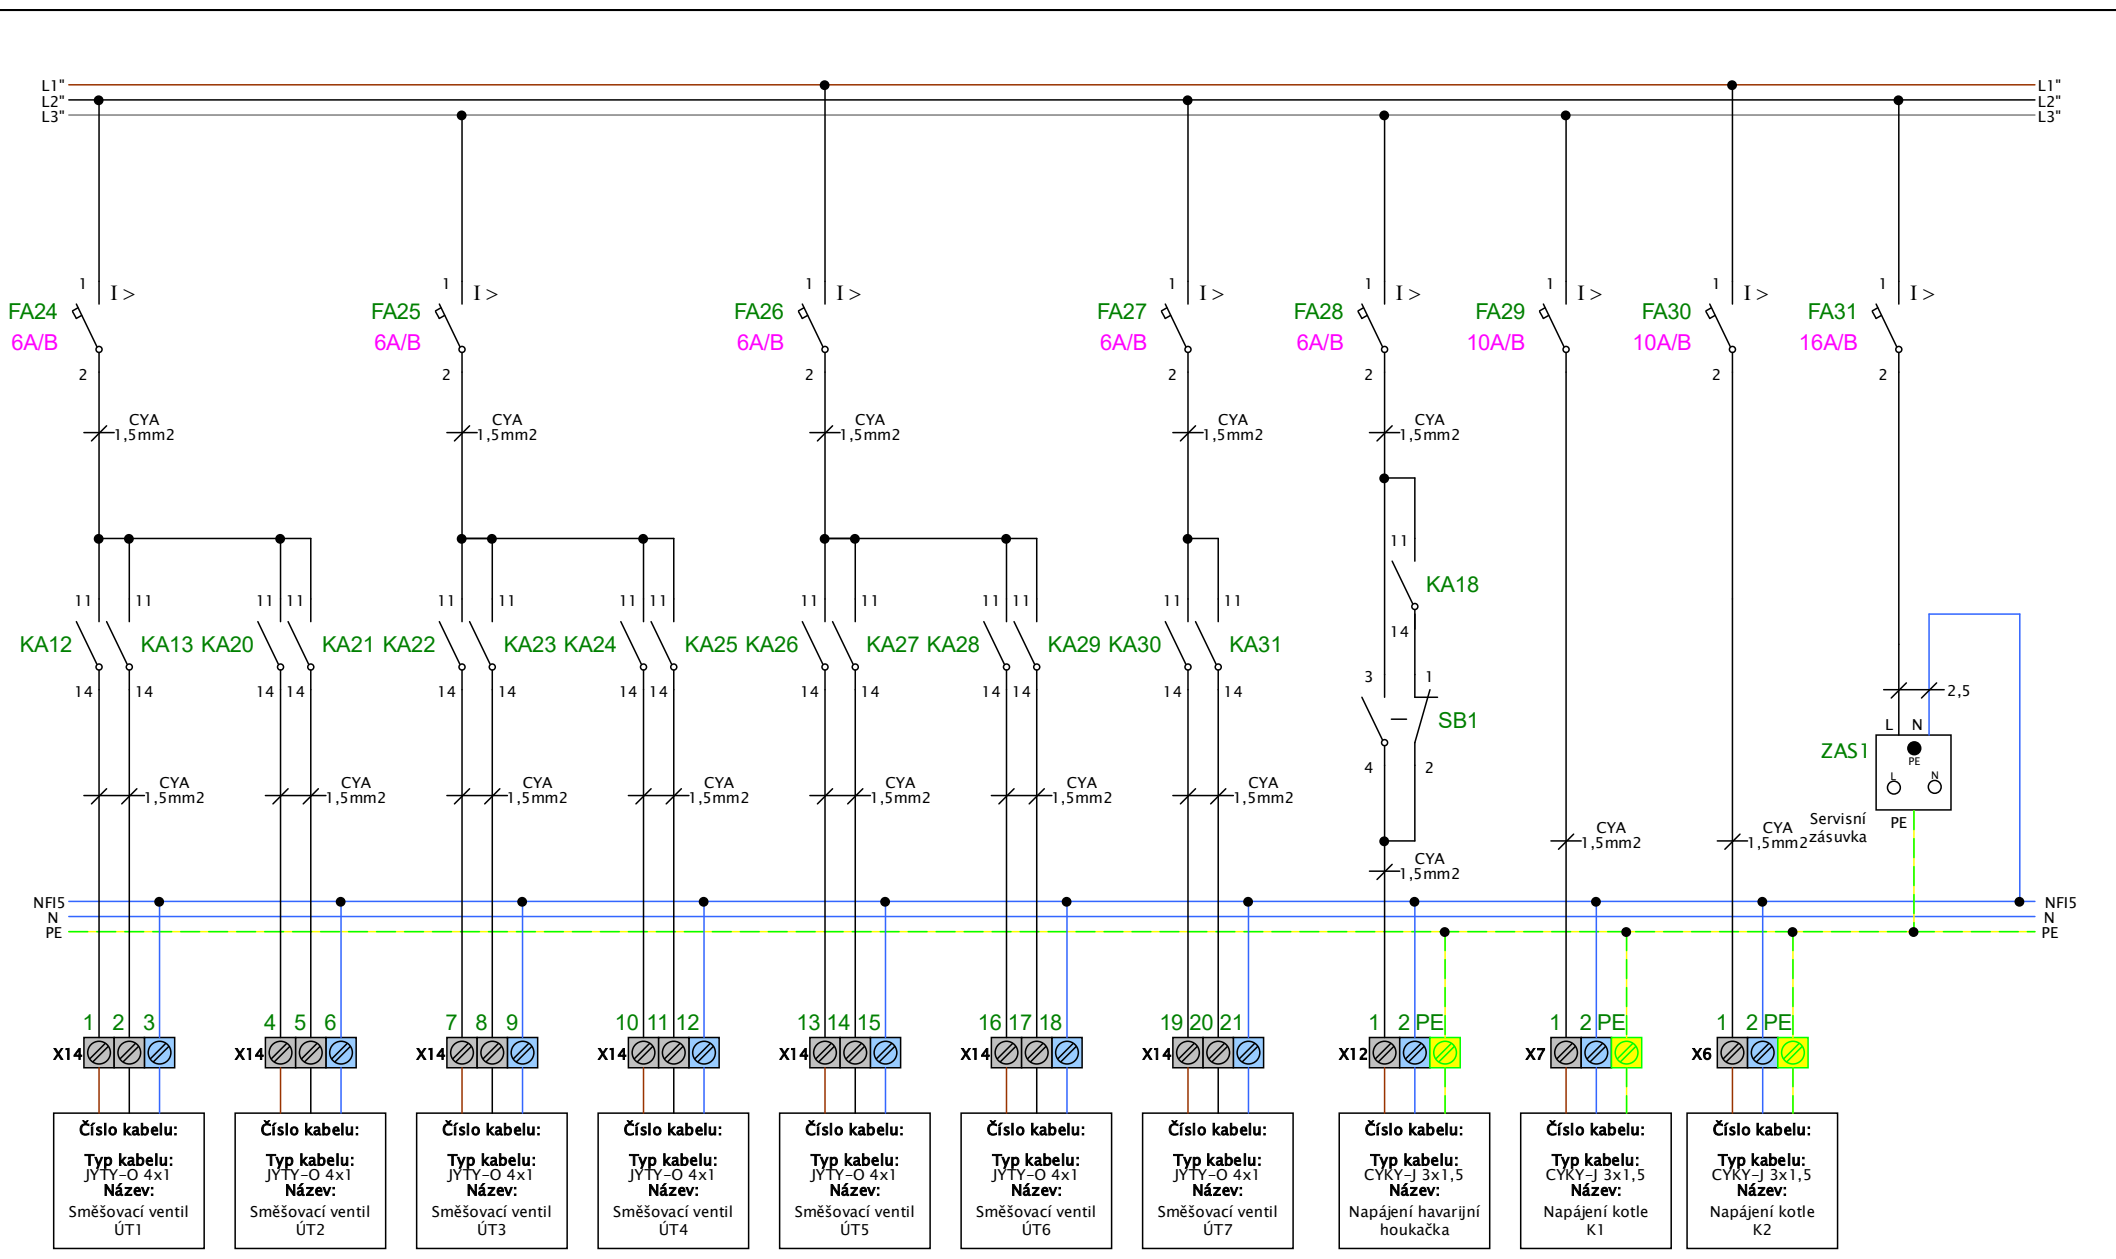 L1" L1"
L2" L2"
L3" L3"
1 I > 1 I > 1 I > 1 I > 1 I > 1 I > 1 I > 1 I >
FA24 FA25 FA26 FA27 FA28 FA29 FA30 FA31
6A/B 6A/B 6A/B 6A/B 6A/B 10A/B 10A/B 16A/B
2 2 2 2 2 2 2 2
CYA CYA CYA CYA CYA
1,5mm2 1,5mm2 1,5mm2 1,5mm2 1,5mm2
11
KA18
11 11 11 11 11 11 11 11 11 11 11 11 11 11
14
KA12 KA13 KA20 KA21 KA22 KA23 KA24 KA25 KA26 KA27 KA28 KA29 KA30 KA31
3 1
14 14 14 14 14 14 14 14 14 14 14 14 14 14
2,5
SB1
L N
ZAS1
PE
L N
4 2
CYA CYA CYA CYA CYA CYA CYA
1,5mm2 1,5mm2 1,5mm2 1,5mm2 1,5mm2 1,5mm2 1,5mm2
Servisní
zásuvka
PE
CYA CYA
1,5mm2 1,5mm2
CYA
1,5mm2
NFI5 NFI5
N N
PE PE
1 2 3 4 5 6 7 8 9 10 11 12 13 14 15 16 17 18 19 20 21 1 2 PE 1 2 PE 1 2 PE
X14 X14 X14 X14 X14 X14 X14 X12 X7 X6
Číslo kabelu: Číslo kabelu: Číslo kabelu: Číslo kabelu: Číslo kabelu: Číslo kabelu: Číslo kabelu: Číslo kabelu: Číslo kabelu: Číslo kabelu:
Typ kabelu: Typ kabelu: Typ kabelu: Typ kabelu: Typ kabelu: Typ kabelu: Typ kabelu: Typ kabelu: Typ kabelu: Typ kabelu:
JYTY-O 4x1 JYTY-O 4x1 JYTY-O 4x1 JYTY-O 4x1 JYTY-O 4x1 JYTY-O 4x1 JYTY-O 4x1 CYKY-J 3x1,5 CYKY-J 3x1,5 CYKY-J 3x1,5
Název: Název: Název: Název: Název: Název: Název: Název: Název: Název:
Směšovací ventil Směšovací ventil Směšovací ventil Směšovací ventil Směšovací ventil Směšovací ventil Směšovací ventil Napájení havarijní Napájení kotle Napájení kotle
ÚT1 ÚT2 ÚT3 ÚT4 ÚT5 ÚT6 ÚT7 houkačka K1 K2